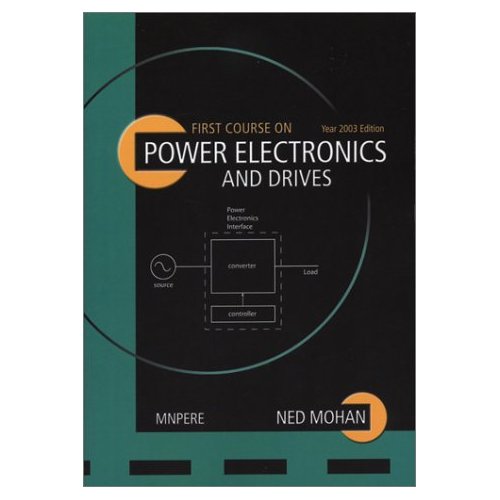 FIRST COURSE ON Year 2003 Edition
POWER ELECTRONICS
AND DRIVES
Power
Electronics
Interface
converter
source
Load
controller
MNPERE NED MOHAN